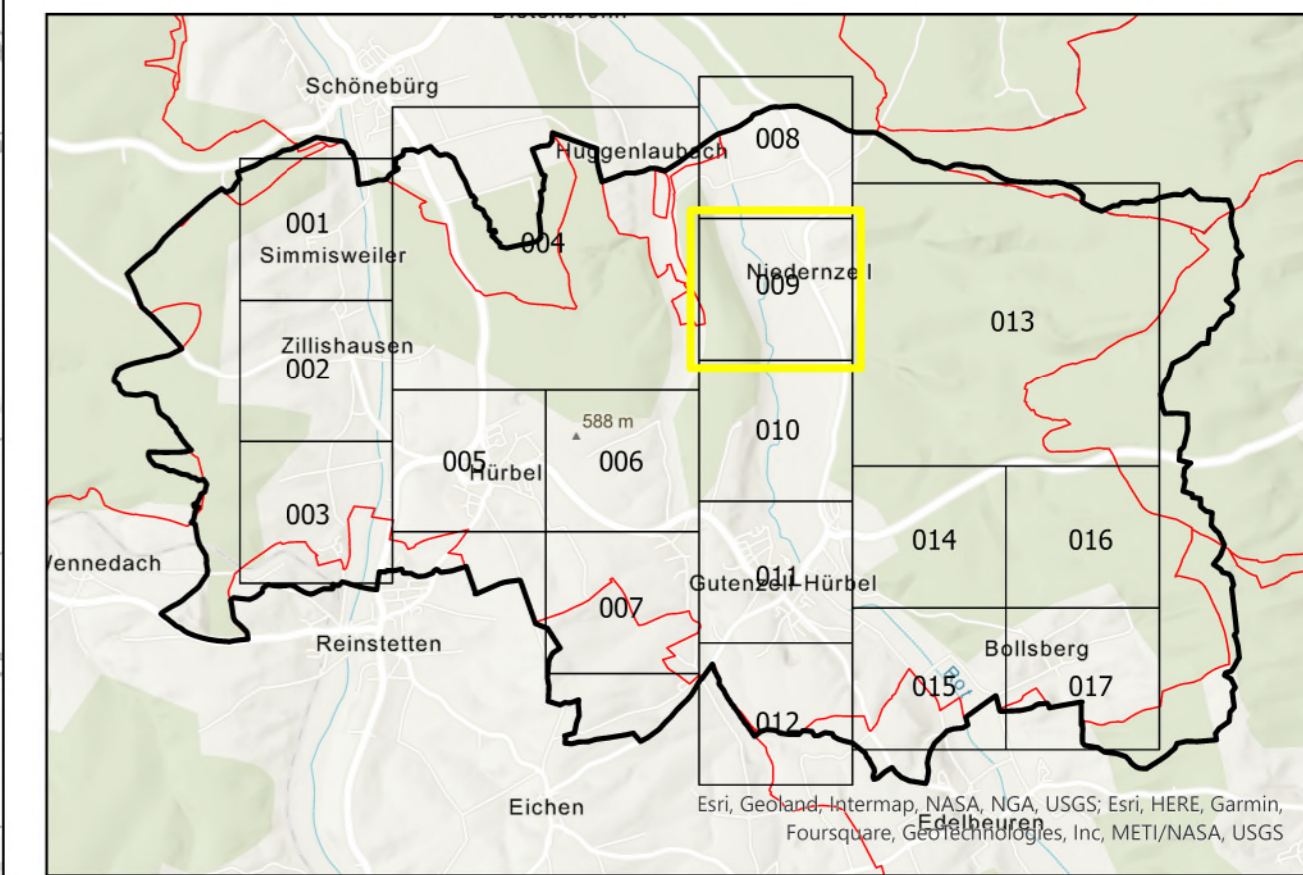 Schönebürg
008
Huggenlaubach
001
004
Simmisweiler
Niedernzell
009
013
Zillishausen
002
588 m
010
005
006
Hürbel
003
014
016
Wennedach
011
Gutenzell-Hürbel
007
Reinstetten
Bollsberg
Rot
015
017
012
Eichen
Esri, Geoland, Intermap, NASA, NGA, USGS; Esri, HERE, Garmin,
Edelbeuren
Foursquare, GeoTechnologies, Inc, METI/NASA, USGS